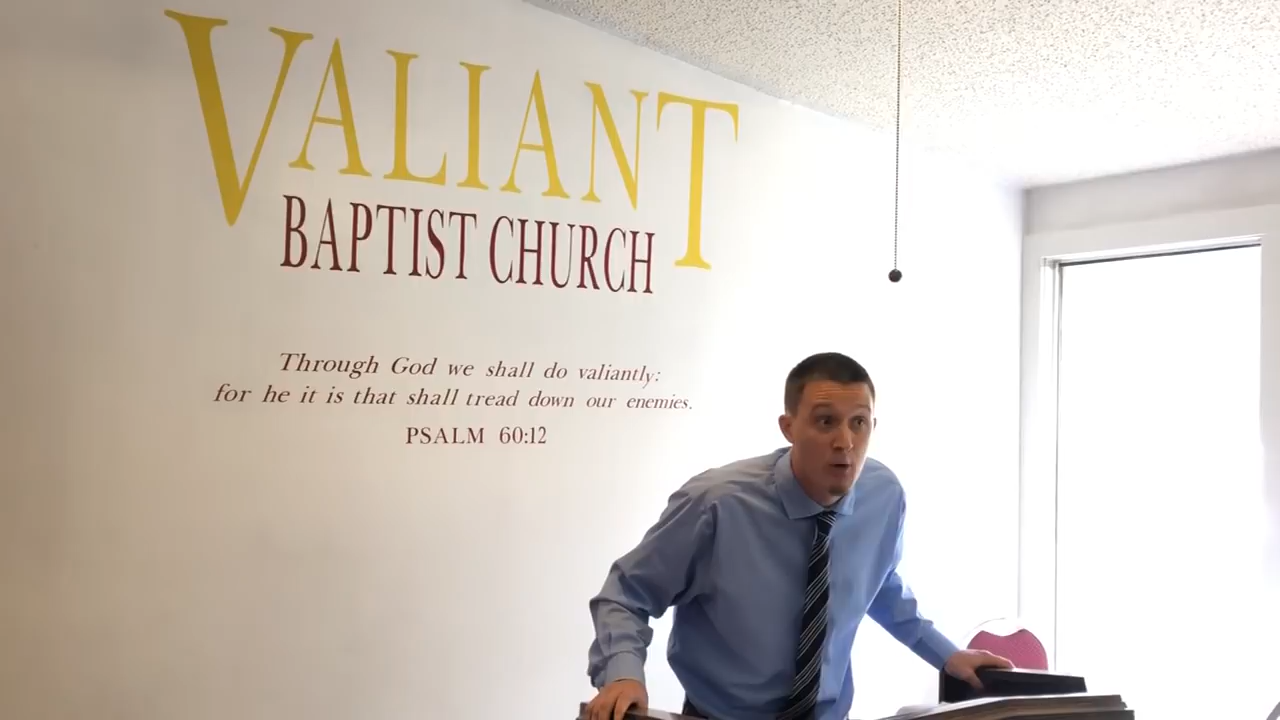 VALIANT
BAPTIST CHURCH
Through God we shall do valiantly:
for he it is that shall tread down our enemies.
PSALM 60:12